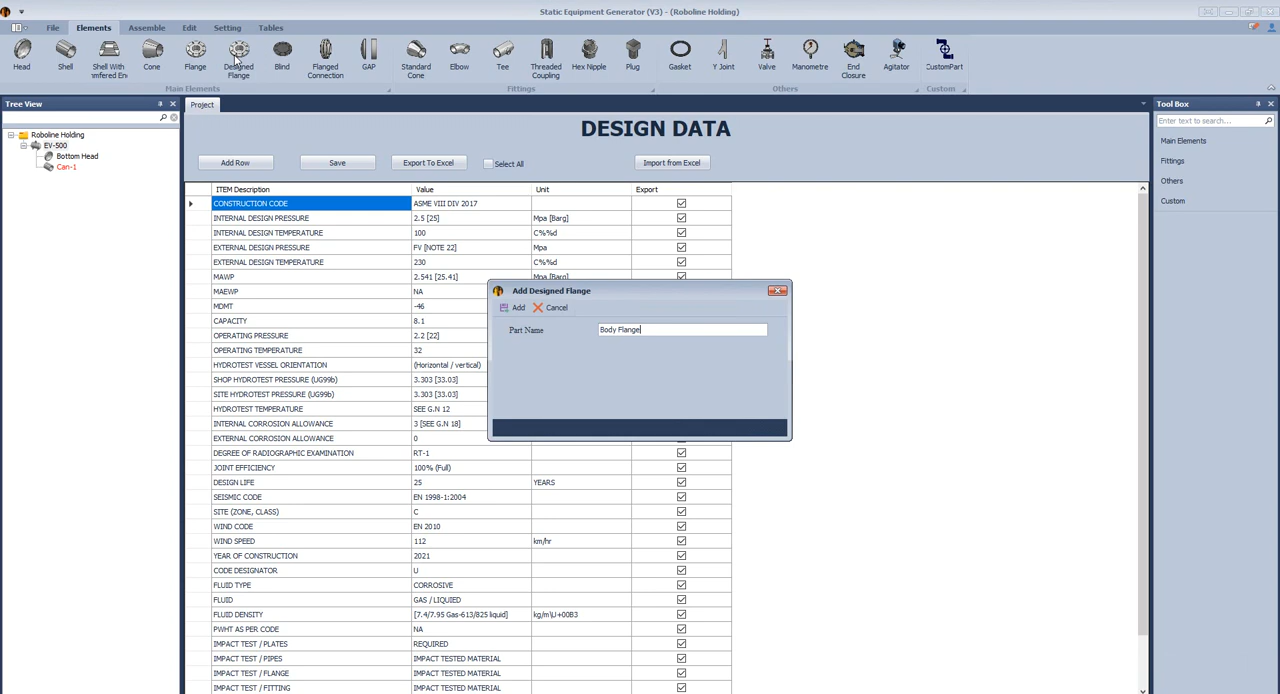 Static Equipment Generator (V3) - (Roboline Holding)
File Elements Assemble Edit Setting Tables
Head
Shell
Shell With
mfered En
Cone
Flange
Designed
Flange
Blind
Flanged
Connection
GAP
Standard
Cone
Elbow
Tee
Threaded
Coupling
Hex Nipple
Plug
Gasket
Y Joint
Valve
Manometre
End
Closure
Agitator
CustomPart
Main Elements
Fittings
Others
Custom
Tree View
Roboline Holding
EV-500
Bottom Head
Can-1
Project
DESIGN DATA
Add Row Save Export To Excel Select All Import from Excel
ITEM Description Value Unit Export
CONSTRUCTION CODE ASME VIII DIV 2017
INTERNAL DESIGN PRESSURE 2.5 [25] Mpa [Barg]
INTERNAL DESIGN TEMPERATURE 100 C%%d
EXTERNAL DESIGN PRESSURE FV [NOTE 22] Mpa
EXTERNAL DESIGN TEMPERATURE 230 C%%d
MAWP 2.541 [25.41] Mpa [Barg]
MAEWP NA
MDMT -46
CAPACITY 8.1
OPERATING PRESSURE 2.2 [22]
OPERATING TEMPERATURE 32
HYDROTEST VESSEL ORIENTATION (Horizontal / vertical)
SHOP HYDROTEST PRESSURE (UG99b) 3.303 [33.03]
SITE HYDROTEST PRESSURE (UG99b) 3.303 [33.03]
HYDROTEST TEMPERATURE SEE G.N 12
INTERNAL CORROSION ALLOWANCE 3 [SEE G.N 18]
EXTERNAL CORROSION ALLOWANCE 0
DEGREE OF RADIOGRAPHIC EXAMINATION RT-1
JOINT EFFICIENCY 100% (Full)
DESIGN LIFE 25 YEARS
SEISMIC CODE EN 1998-1:2004
SITE (ZONE, CLASS) C
WIND CODE EN 2010
WIND SPEED 112 km/hr
YEAR OF CONSTRUCTION 2021
CODE DESIGNATOR U
FLUID TYPE CORROSIVE
FLUID GAS / LIQUIED
FLUID DENSITY [7.4/7.95 Gas-613/825 liquid] kg/m\U+00B3
PWHT AS PER CODE NA
IMPACT TEST / PLATES REQUIRED
IMPACT TEST / PIPES IMPACT TESTED MATERIAL
IMPACT TEST / FLANGE IMPACT TESTED MATERIAL
IMPACT TEST / FITTING IMPACT TESTED MATERIAL
Add Designed Flange
Add Cancel
Part Name Body Flange
Tool Box
Enter text to search...
Main Elements
Fittings
Others
Custom